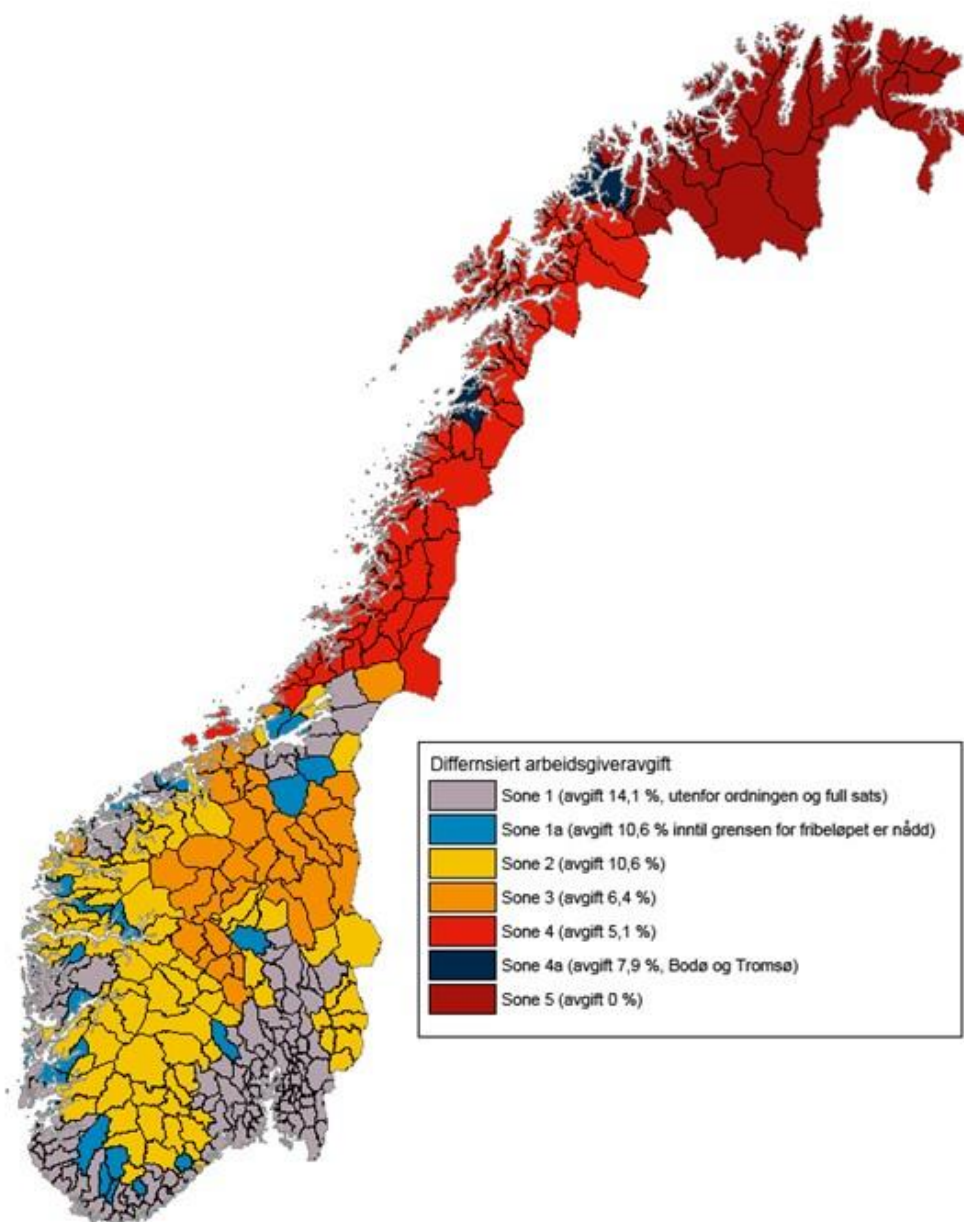 Differnsiert arbeidsgiveravgift
Sone 1 (avgift 14,1 %, utenfor ordningen og full sats)
Sone 1a (avgift 10,6 % inntil grensen for fribeløpet er nådd)
Sone 2 (avgift 10,6 %)
Sone 3 (avgift 6,4 %)
Sone 4 (avgift 5,1 %)
Sone 4a (avgift 7,9 %, Bodø og Tromsø)
Sone 5 (avgift 0 %)